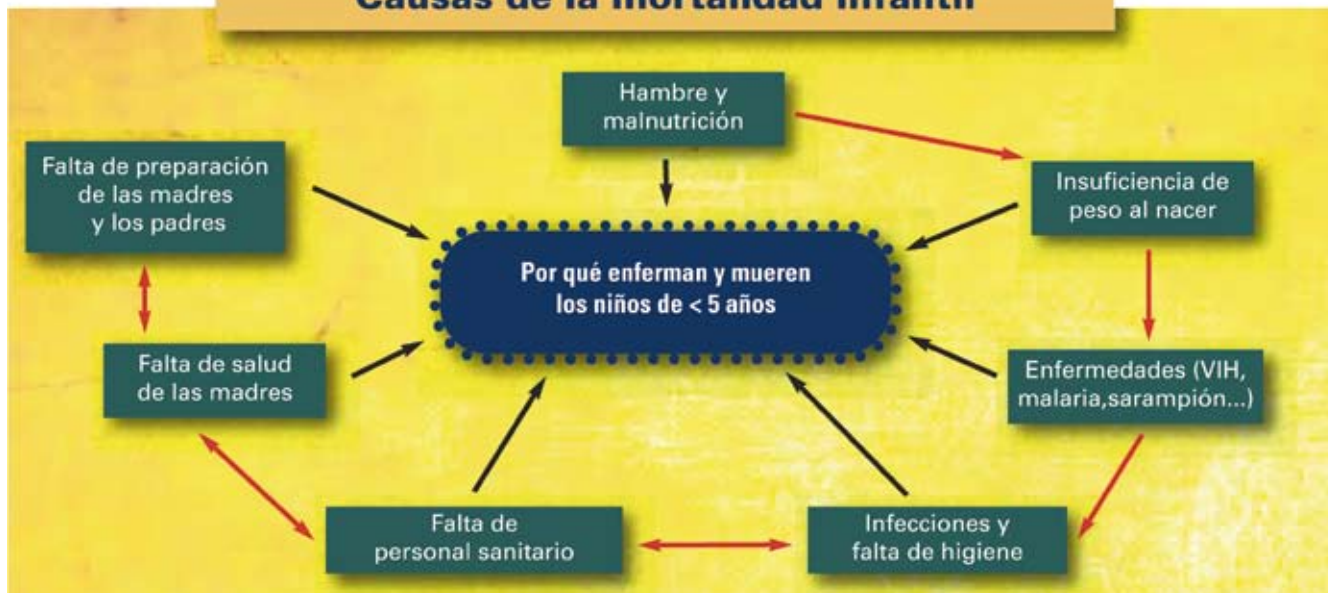 Causas de la mortalidad infantil
Hambre y
malnutrición
Falta de preparación
de las madres
y los padres
Insuficiencia de
peso al nacer
Por qué enferman y mueren
los niños de < 5 años
Falta de salud
de las madres
Enfermedades (VIH,
malaria,sarampión...)
Falta de
personal sanitario
Infecciones y
falta de higiene